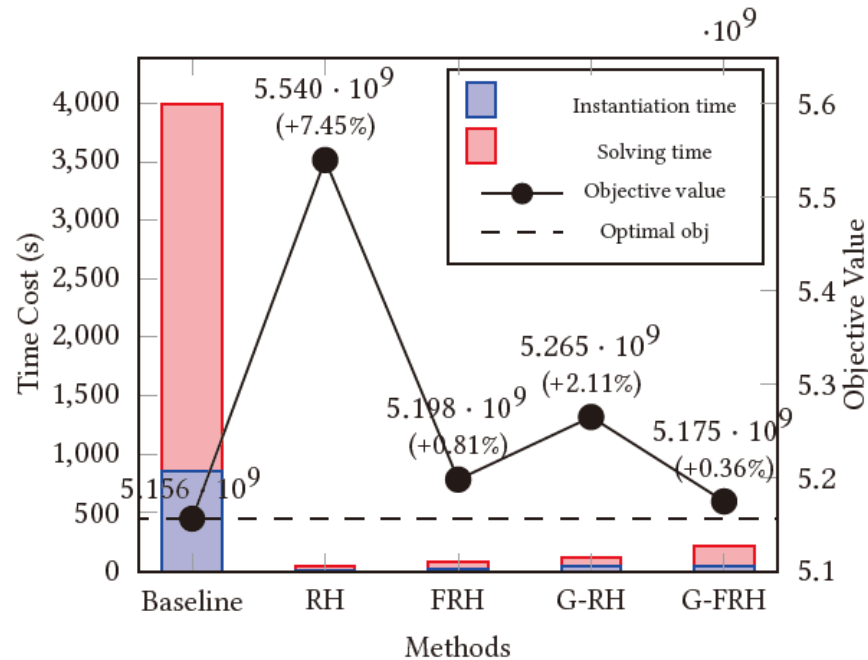 ·10⁹
Time Cost (s)
4,000
3,500
3,000
2,500
2,000
1,500
1,000
500
0
5.6
5.5
5.4
5.3
5.2
5.1
Objective Value
Instantiation time
Solving time
Objective value
Optimal obj
5.156 · 10⁹
5.540 · 10⁹
(+7.45%)
5.198 · 10⁹
(+0.81%)
5.265 · 10⁹
(+2.11%)
5.175 · 10⁹
(+0.36%)
Baseline RH FRH G-RH G-FRH
Methods